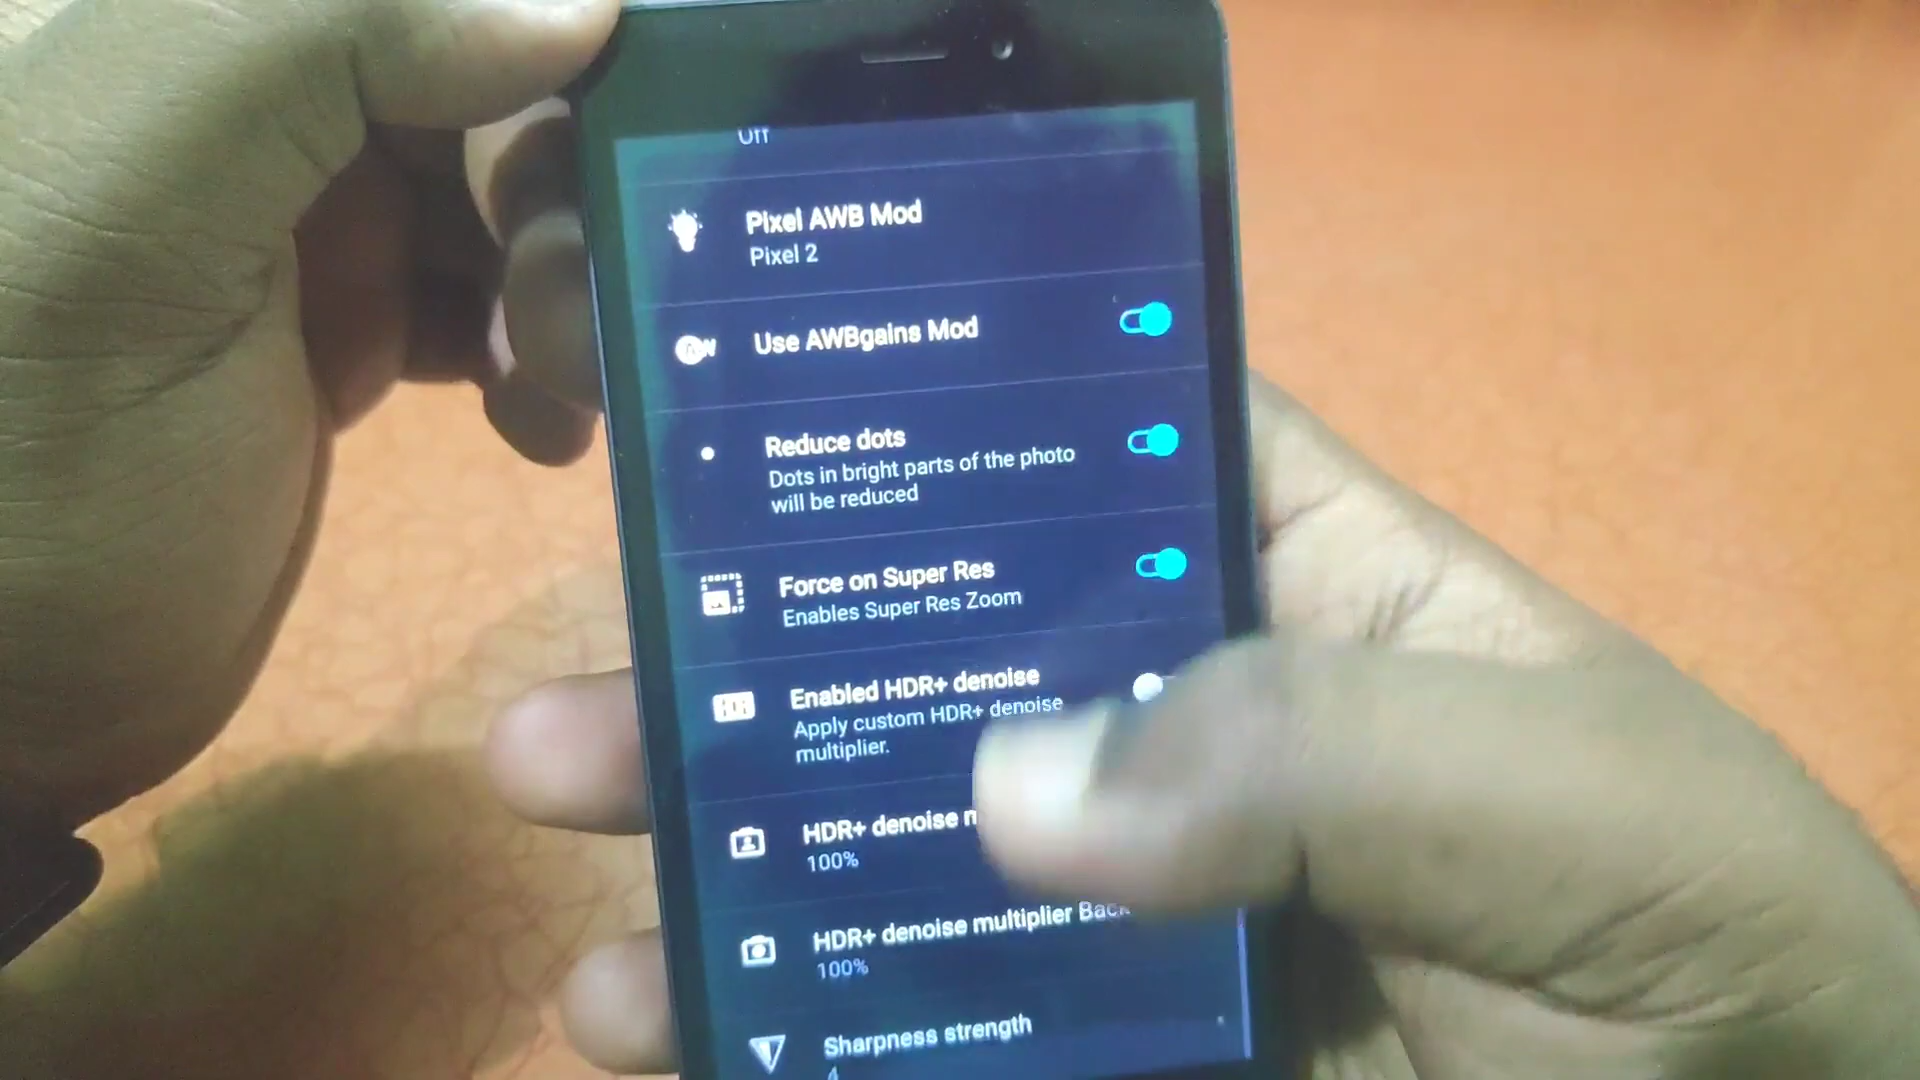 Off
Pixel AWB Mod
Pixel 2
Use AWBgains Mod
Reduce dots
Dots in bright parts of the photo
will be reduced
Force on Super Res
Enables Super Res Zoom
Enabled HDR+ denoise
Apply custom HDR+ denoise
multiplier.
HDR+ denoise
100%
HDR+ denoise multiplier Back
100%
Sharpness strength
4